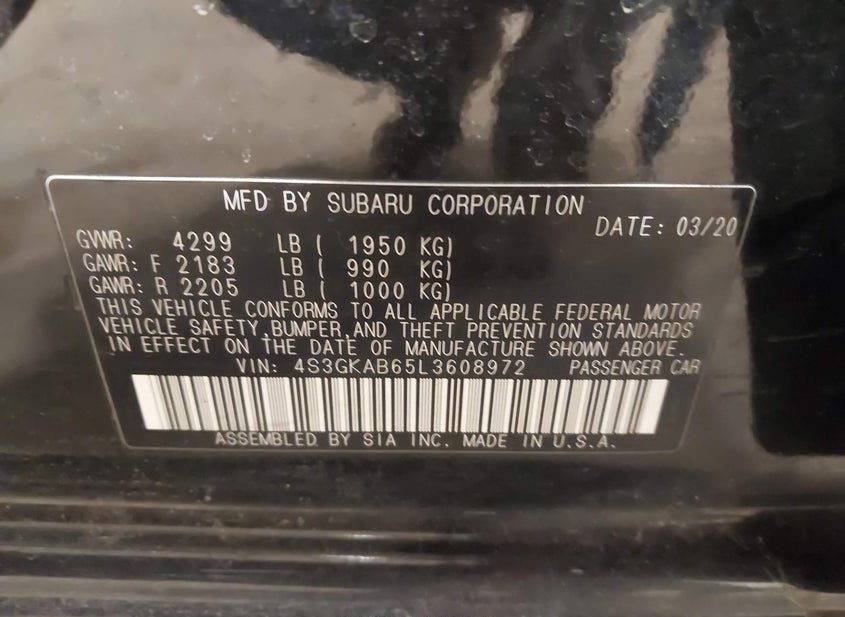 MFD BY SUBARU CORPORATION
DATE: 03/20
GVWR: 4299 LB ( 1950 KG)
GAWR: F 2183 LB ( 990 KG)
GAWR: R 2205 LB ( 1000 KG)
THIS VEHICLE CONFORMS TO ALL APPLICABLE FEDERAL MOTOR
VEHICLE SAFETY,BUMPER,AND THEFT PREVENTION STANDARDS
IN EFFECT ON THE DATE OF MANUFACTURE SHOWN ABOVE.
VIN: 4S3GKAB65L3608972 PASSENGER CAR
ASSEMBLED BY SIA INC. MADE IN U.S.A.